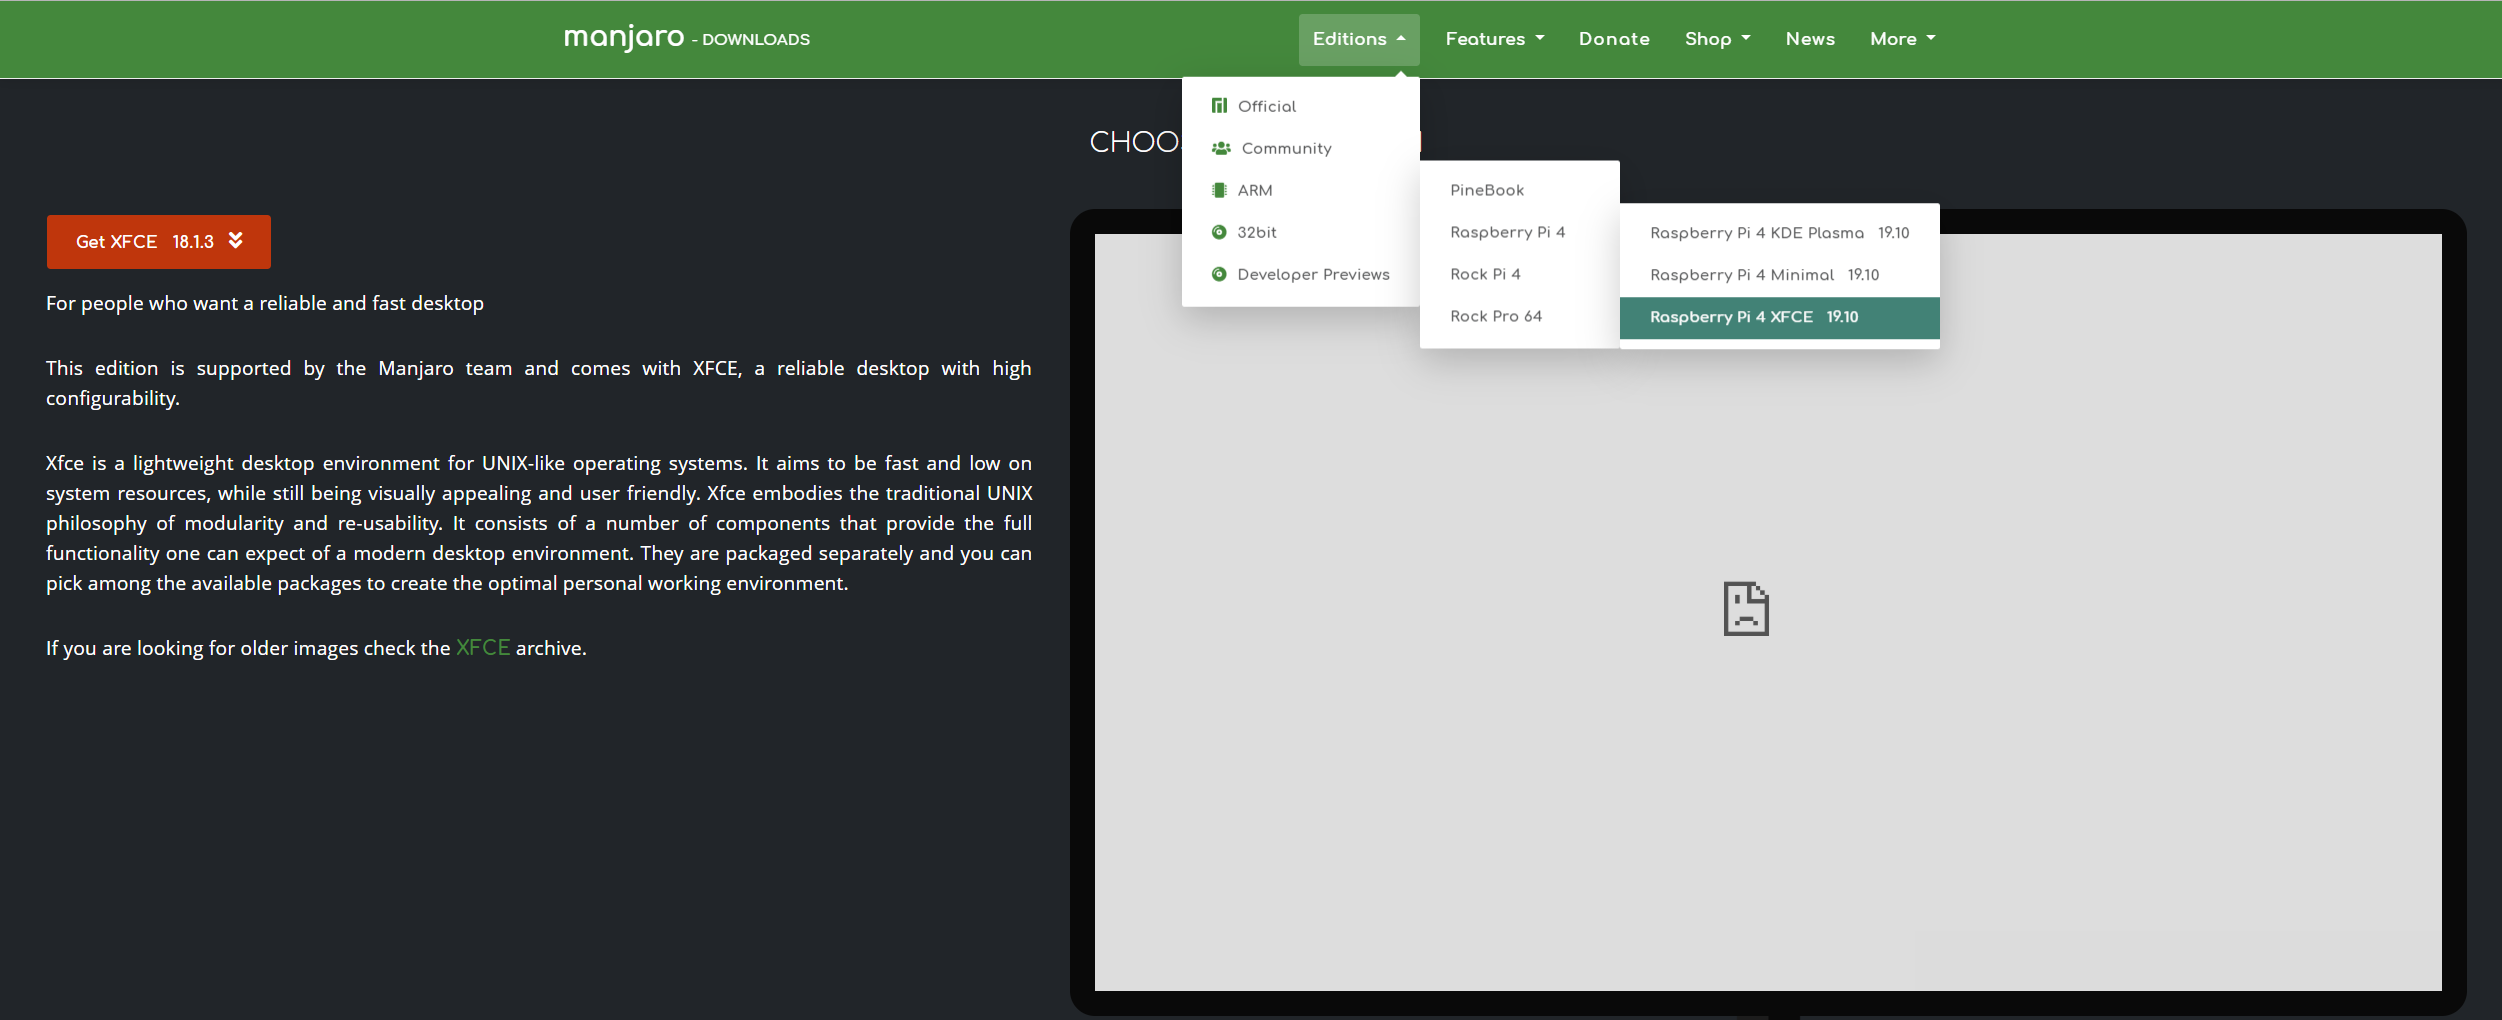 manjaro - DOWNLOADS
Editions Features Donate Shop News More
Official
Community
ARM
32bit
Developer Previews
PineBook
Raspberry Pi 4
Rock Pi 4
Rock Pro 64
Raspberry Pi 4 KDE Plasma 19.10
Raspberry Pi 4 Minimal 19.10
Raspberry Pi 4 XFCE 19.10
Get XFCE 18.1.3
For people who want a reliable and fast desktop
This edition is supported by the Manjaro team and comes with XFCE, a reliable desktop with high
configurability.
Xfce is a lightweight desktop environment for UNIX-like operating systems. It aims to be fast and low on
system resources, while still being visually appealing and user friendly. Xfce embodies the traditional UNIX
philosophy of modularity and re-usability. It consists of a number of components that provide the full
functionality one can expect of a modern desktop environment. They are packaged separately and you can
pick among the available packages to create the optimal personal working environment.
If you are looking for older images check the XFCE archive.